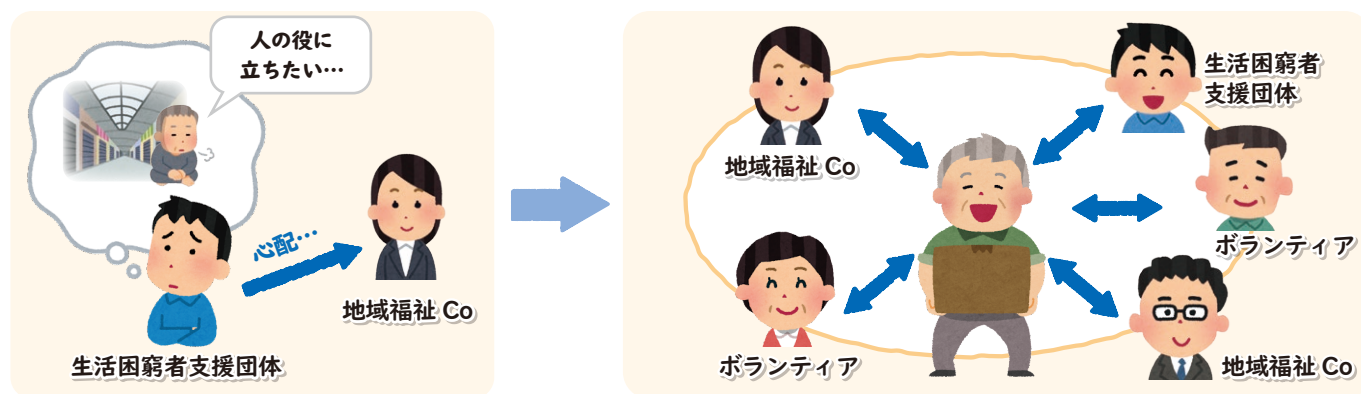 人の役に
立ちたい…
心配…
地域福祉 Co
生活困窮者支援団体
地域福祉 Co
生活困窮者
支援団体
ボランティア
ボランティア
地域福祉 Co